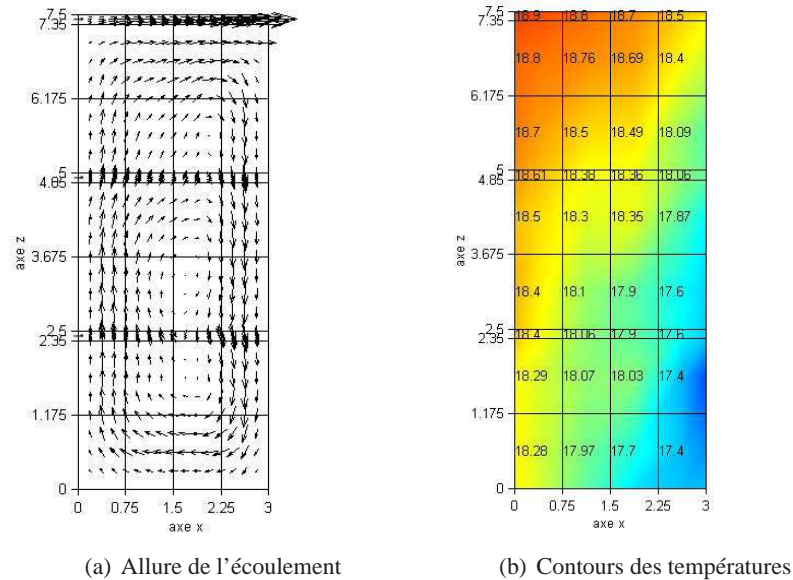 7.5
7.35
6.175
5
4.85
axe z
3.675
2.5
2.35
1.175
0
0 0.75 1.5 2.25 3
axe x
(a) Allure de l'écoulement
7.5
7.35
6.175
5
4.85
axe z
3.675
2.5
2.35
1.175
0
18.9 18.8 18.7 18.5
18.8 18.76 18.69 18.4
18.7 18.5 18.49 18.09
18.61 18.38 18.36 18.06
18.5 18.3 18.35 17.87
18.4 18.1 17.9 17.6
18.4 18.06 17.9 17.6
18.29 18.07 18.03 17.4
18.28 17.97 17.7 17.4
0 0.75 1.5 2.25 3
axe x
(b) Contours des températures